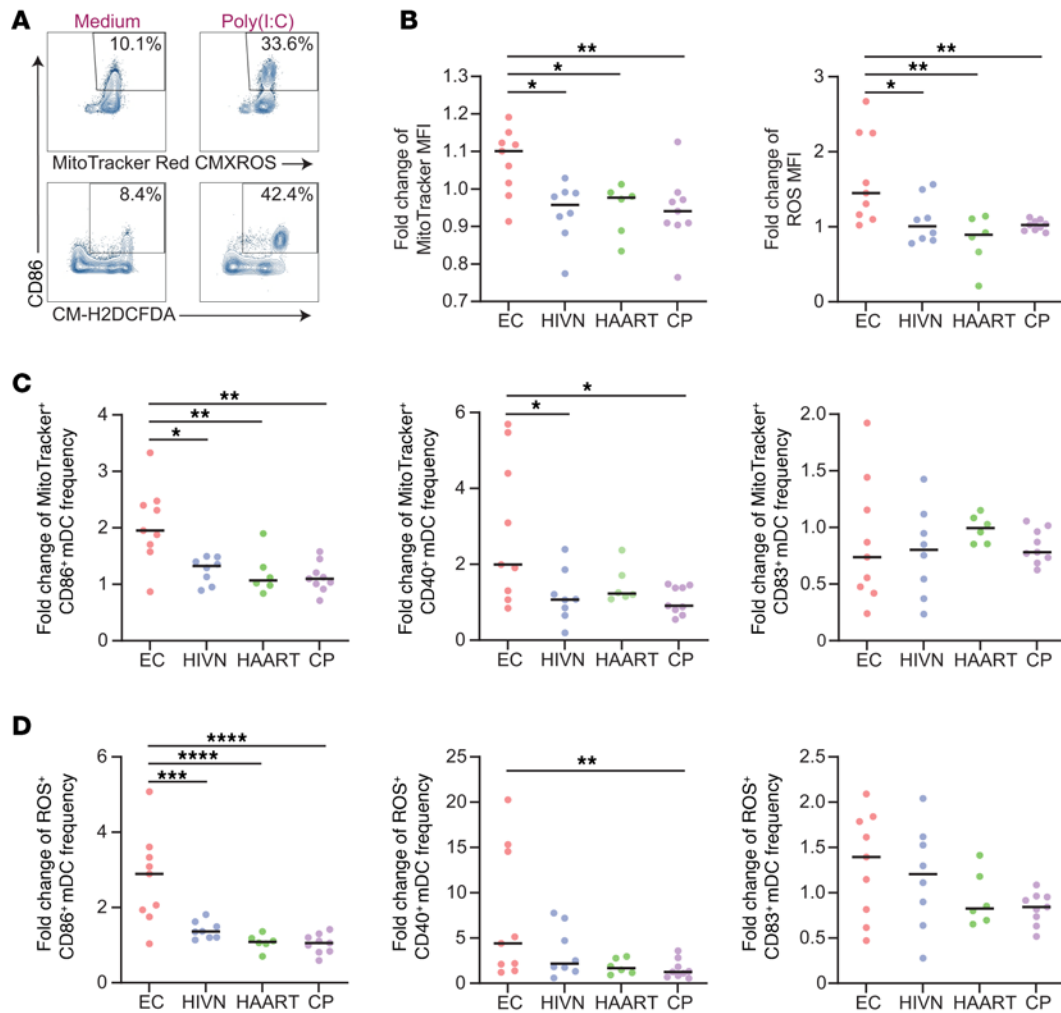 A
Medium Poly(I:C)
10.1% 33.6%
MitoTracker Red CMXROS
8.4% 42.4%
CD86
CM-H2DCFDA
B
Fold change of
MitoTracker MFI
1.3
1.2
1.1
1.0
0.9
0.8
0.7
**
*
*
EC HIVN HAART CP
Fold change of
ROS MFI
3
2
1
0
**
**
*
EC HIVN HAART CP
C
Fold change of MitoTracker+
CD86+ mDC frequency
4
3
2
1
0
**
**
*
EC HIVN HAART CP
Fold change of MitoTracker+
CD40+ mDC frequency
6
4
2
0
*
*
EC HIVN HAART CP
Fold change of MitoTracker+
CD83+ mDC frequency
2.0
1.5
1.0
0.5
0
EC HIVN HAART CP
D
Fold change of ROS+
CD86+ mDC frequency
6
4
2
0
****
****
***
EC HIVN HAART CP
Fold change of ROS+
CD40+ mDC frequency
25
20
15
10
5
0
**
EC HIVN HAART CP
Fold change of ROS+
CD83+ mDC frequency
2.5
2.0
1.5
1.0
0.5
0
EC HIVN HAART CP